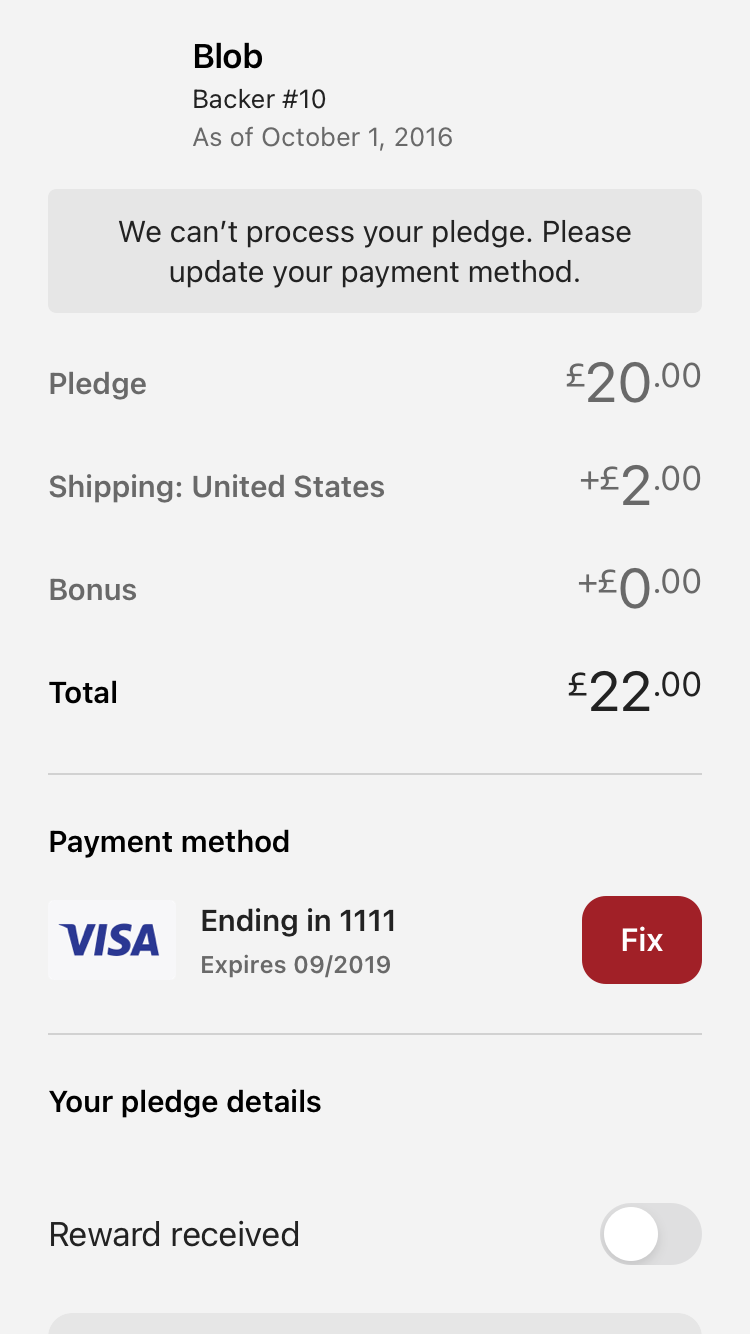 Blob
Backer #10
As of October 1, 2016
We can’t process your pledge. Please
update your payment method.
Pledge £20.00
Shipping: United States +£2.00
Bonus +£0.00
Total £22.00
Payment method
VISA Ending in 1111 Fix
Expires 09/2019
Your pledge details
Reward received